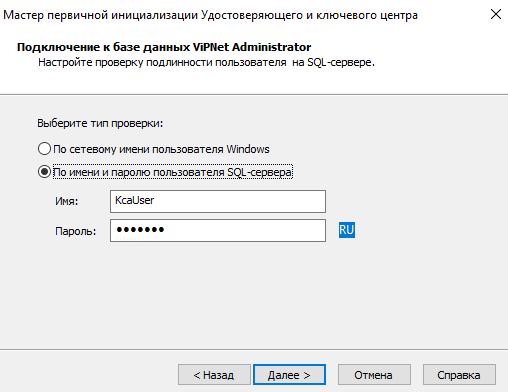 Мастер первичной инициализации Удостоверяющего и ключевого центра
Подключение к базе данных ViPNet Administrator
Настройте проверку подлинности пользователя на SQL-сервере.
Выберите тип проверки:
По сетевому имени пользователя Windows
По имени и паролю пользователя SQL-сервера
Имя: KcaUser
Пароль: ●●●●●●● RU
< Назад Далее > Отмена Справка